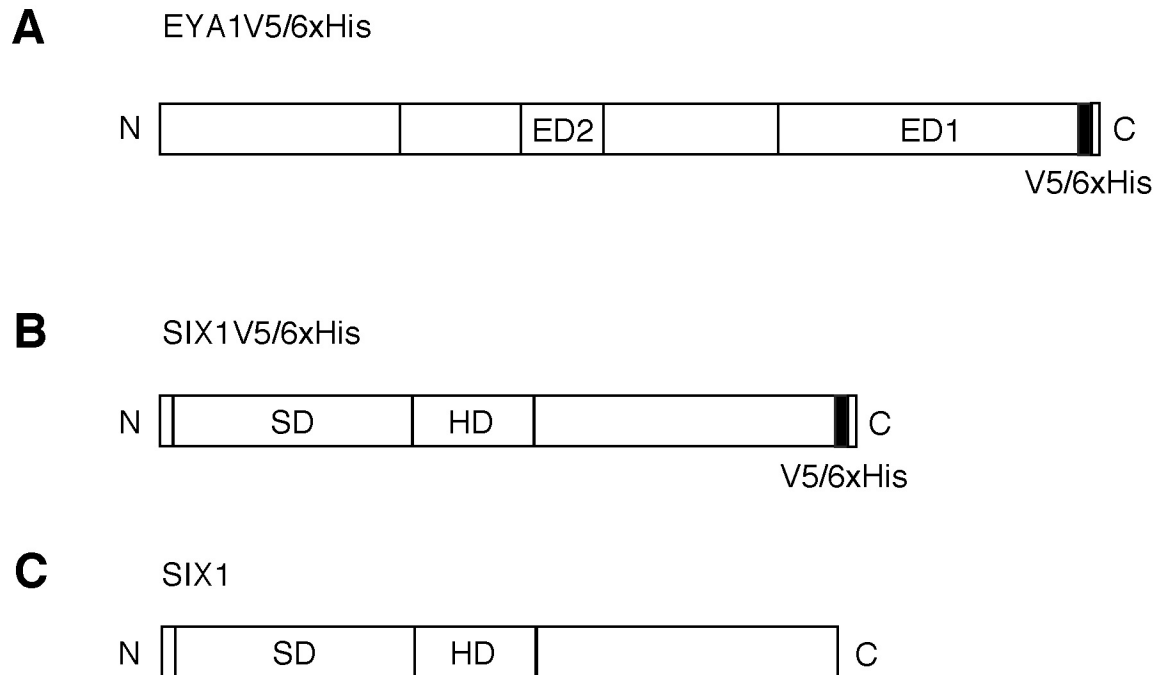 A EYA1V5/6xHis
N ED2 ED1 C
V5/6xHis
B SIX1V5/6xHis
N SD HD C
V5/6xHis
C SIX1
N SD HD C